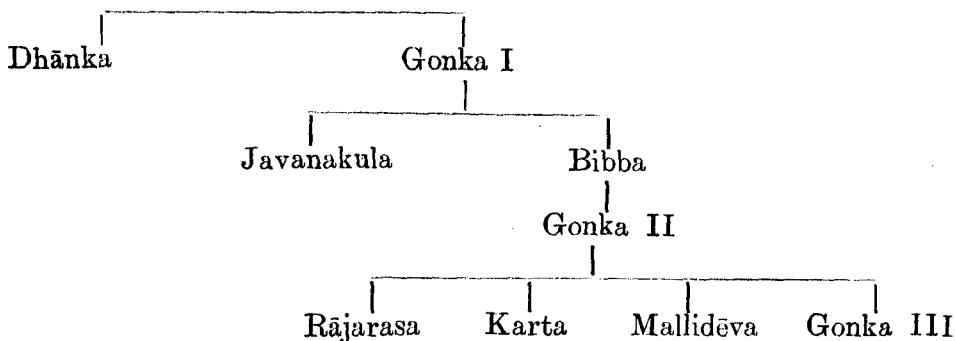 Dhānka Gonka I
Javanakula Bibba
Gonka II
Rājarasa Karta Mallidēva Gonka III